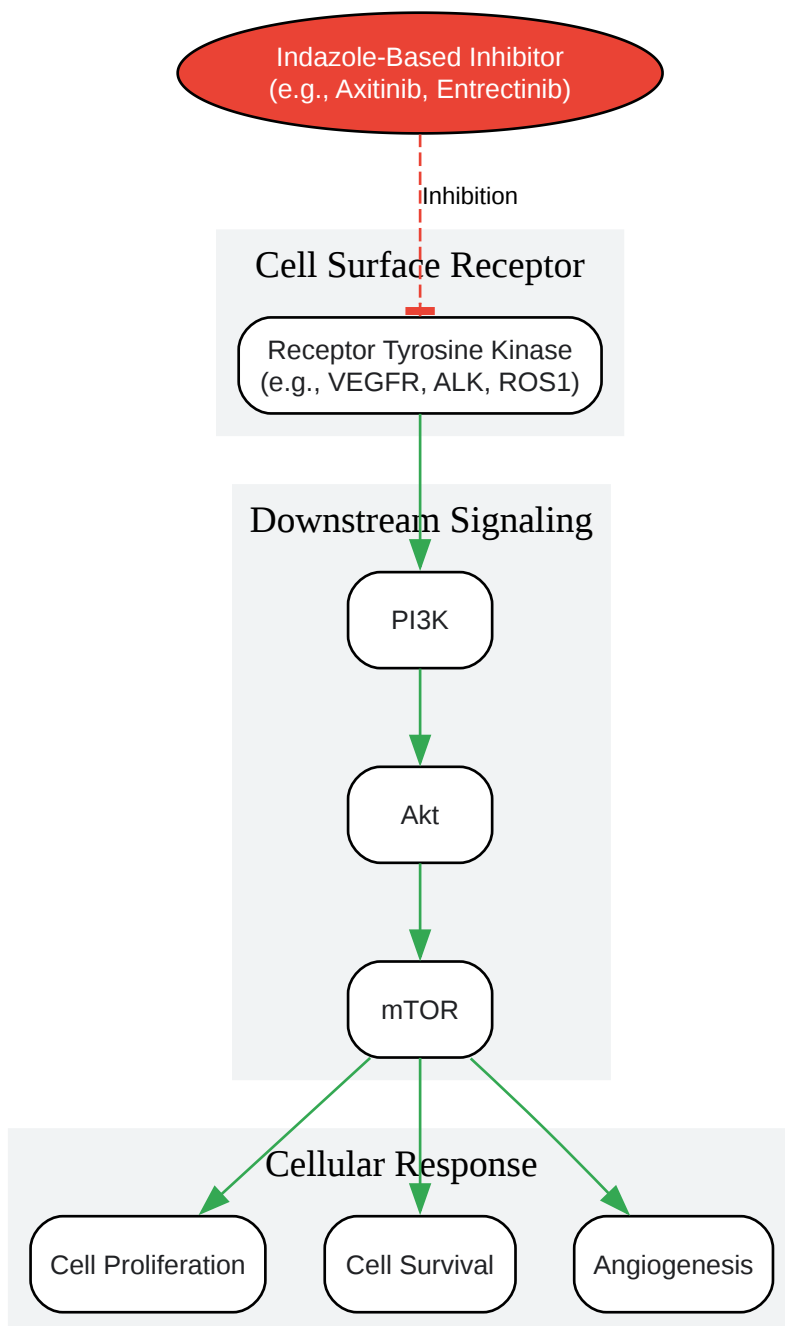 Indazole-Based Inhibitor
(e.g., Axitinib, Entrectinib)
Inhibition
Cell Surface Receptor
Receptor Tyrosine Kinase
(e.g., VEGFR, ALK, ROS1)
Downstream Signaling
PI3K
Akt
mTOR
Cellular Response
Cell Proliferation
Cell Survival
Angiogenesis